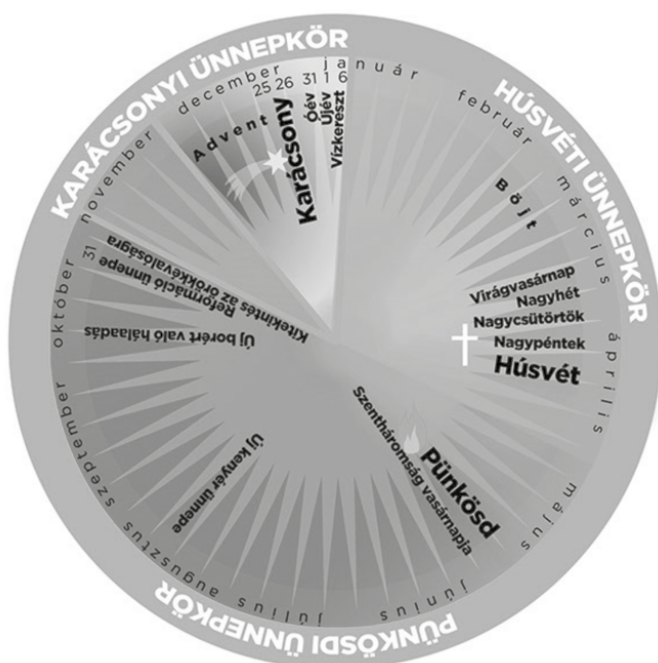 KARÁCSONYI ÜNNEPKÖR
HÚSVÉTI ÜNNEPKÖR
PÜNKÖSDI ÜNNEPKÖR
november
december
január
február
március
április
május
június
július
augusztus
szeptember
október
31
Advent
25
26
Karácsony
31
Óév
1
Újév
6
Vízkereszt
Böjt
Virágvasárnap
Nagyhét
Nagycsütörtök
Nagypéntek
Húsvét
Pünkösd
Szentháromság vasárnapja
Új kenyér ünnepe
Új borért való hálaadás
Reformáció ünnepe
Kitekintés az örökkévalóságra